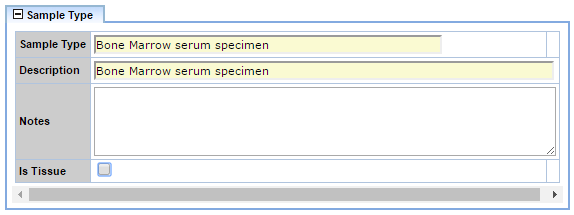 Sample Type
Sample Type Bone Marrow serum specimen
Description Bone Marrow serum specimen
Notes
Is Tissue